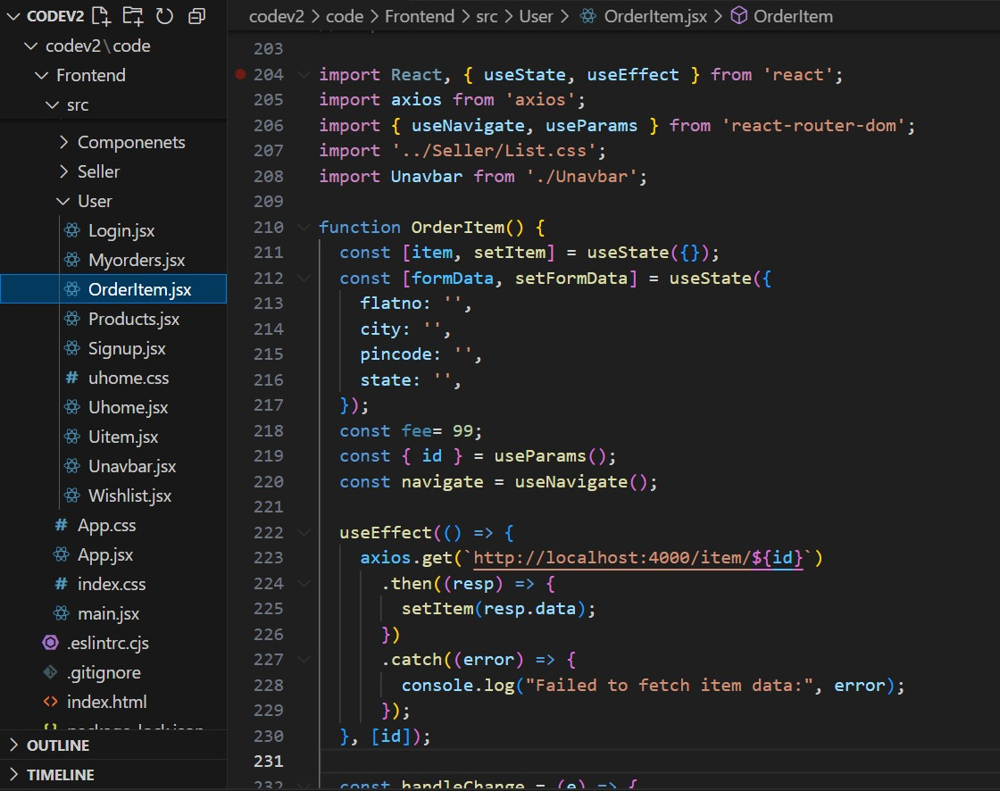 CODEV2
codev2\code
Frontend
src
Componenets
Seller
User
Login.jsx
Myorders.jsx
OrderItem.jsx
Products.jsx
Signup.jsx
# uhome.css
Uhome.jsx
Uitem.jsx
Unavbar.jsx
Wishlist.jsx
# App.css
App.jsx
# index.css
main.jsx
.eslintrc.cjs
.gitignore
<> index.html
{} package-lock.json
OUTLINE
TIMELINE
codev2 > code > Frontend > src > User > OrderItem.jsx > OrderItem
203
204 import React, { useState, useEffect } from 'react';
205 import axios from 'axios';
206 import { useNavigate, useParams } from 'react-router-dom';
207 import '../Seller/List.css';
208 import Unavbar from './Unavbar';
209
210 function OrderItem() {
211 const [item, setItem] = useState({});
212 const [formData, setFormData] = useState({
213 flatno: '',
214 city: '',
215 pincode: '',
216 state: '',
217 });
218 const fee= 99;
219 const { id } = useParams();
220 const navigate = useNavigate();
221
222 useEffect(() => {
223 axios.get(`http://localhost:4000/item/${id}`)
224 .then((resp) => {
225 setItem(resp.data);
226 })
227 .catch((error) => {
228 console.log("Failed to fetch item data:", error);
229 });
230 }, [id]);
231
232 const handleChange = (e) => {